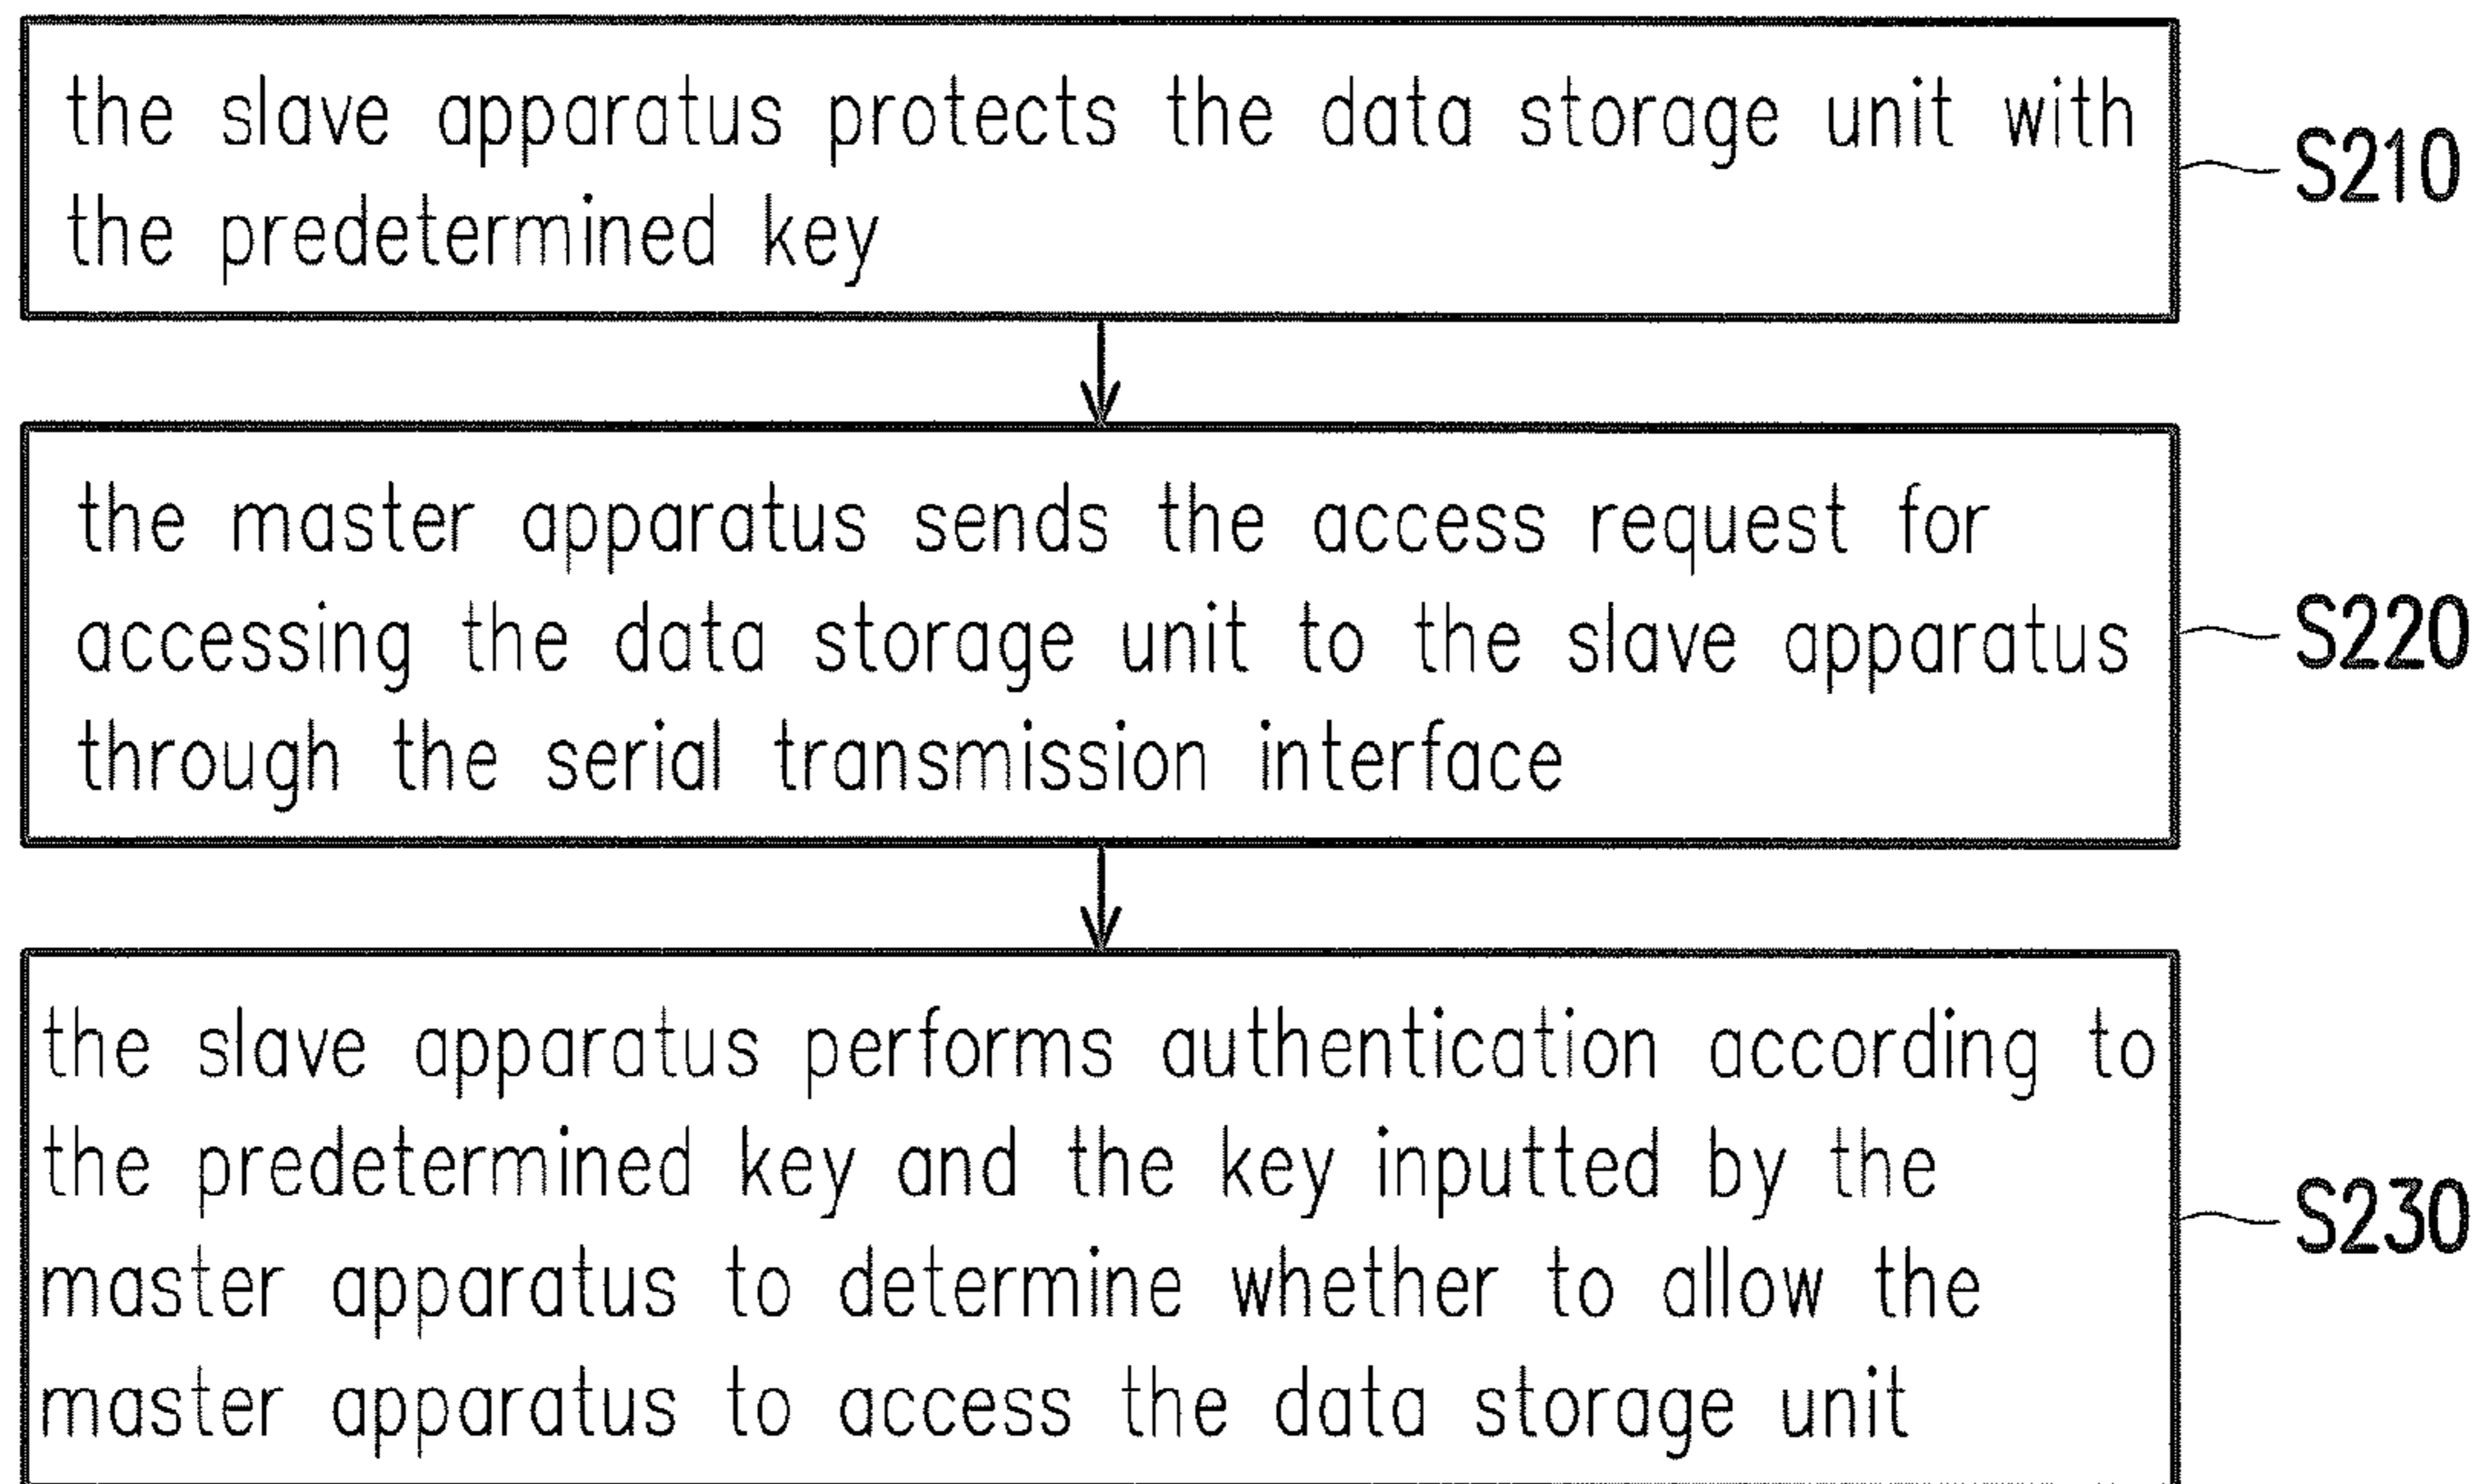 the slave apparatus protects the data storage unit with
the predetermined key
S210
the master apparatus sends the access request for
accessing the data storage unit to the slave apparatus
through the serial transmission interface
S220
the slave apparatus performs authentication according to
the predetermined key and the key inputted by the
master apparatus to determine whether to allow the
master apparatus to access the data storage unit
S230